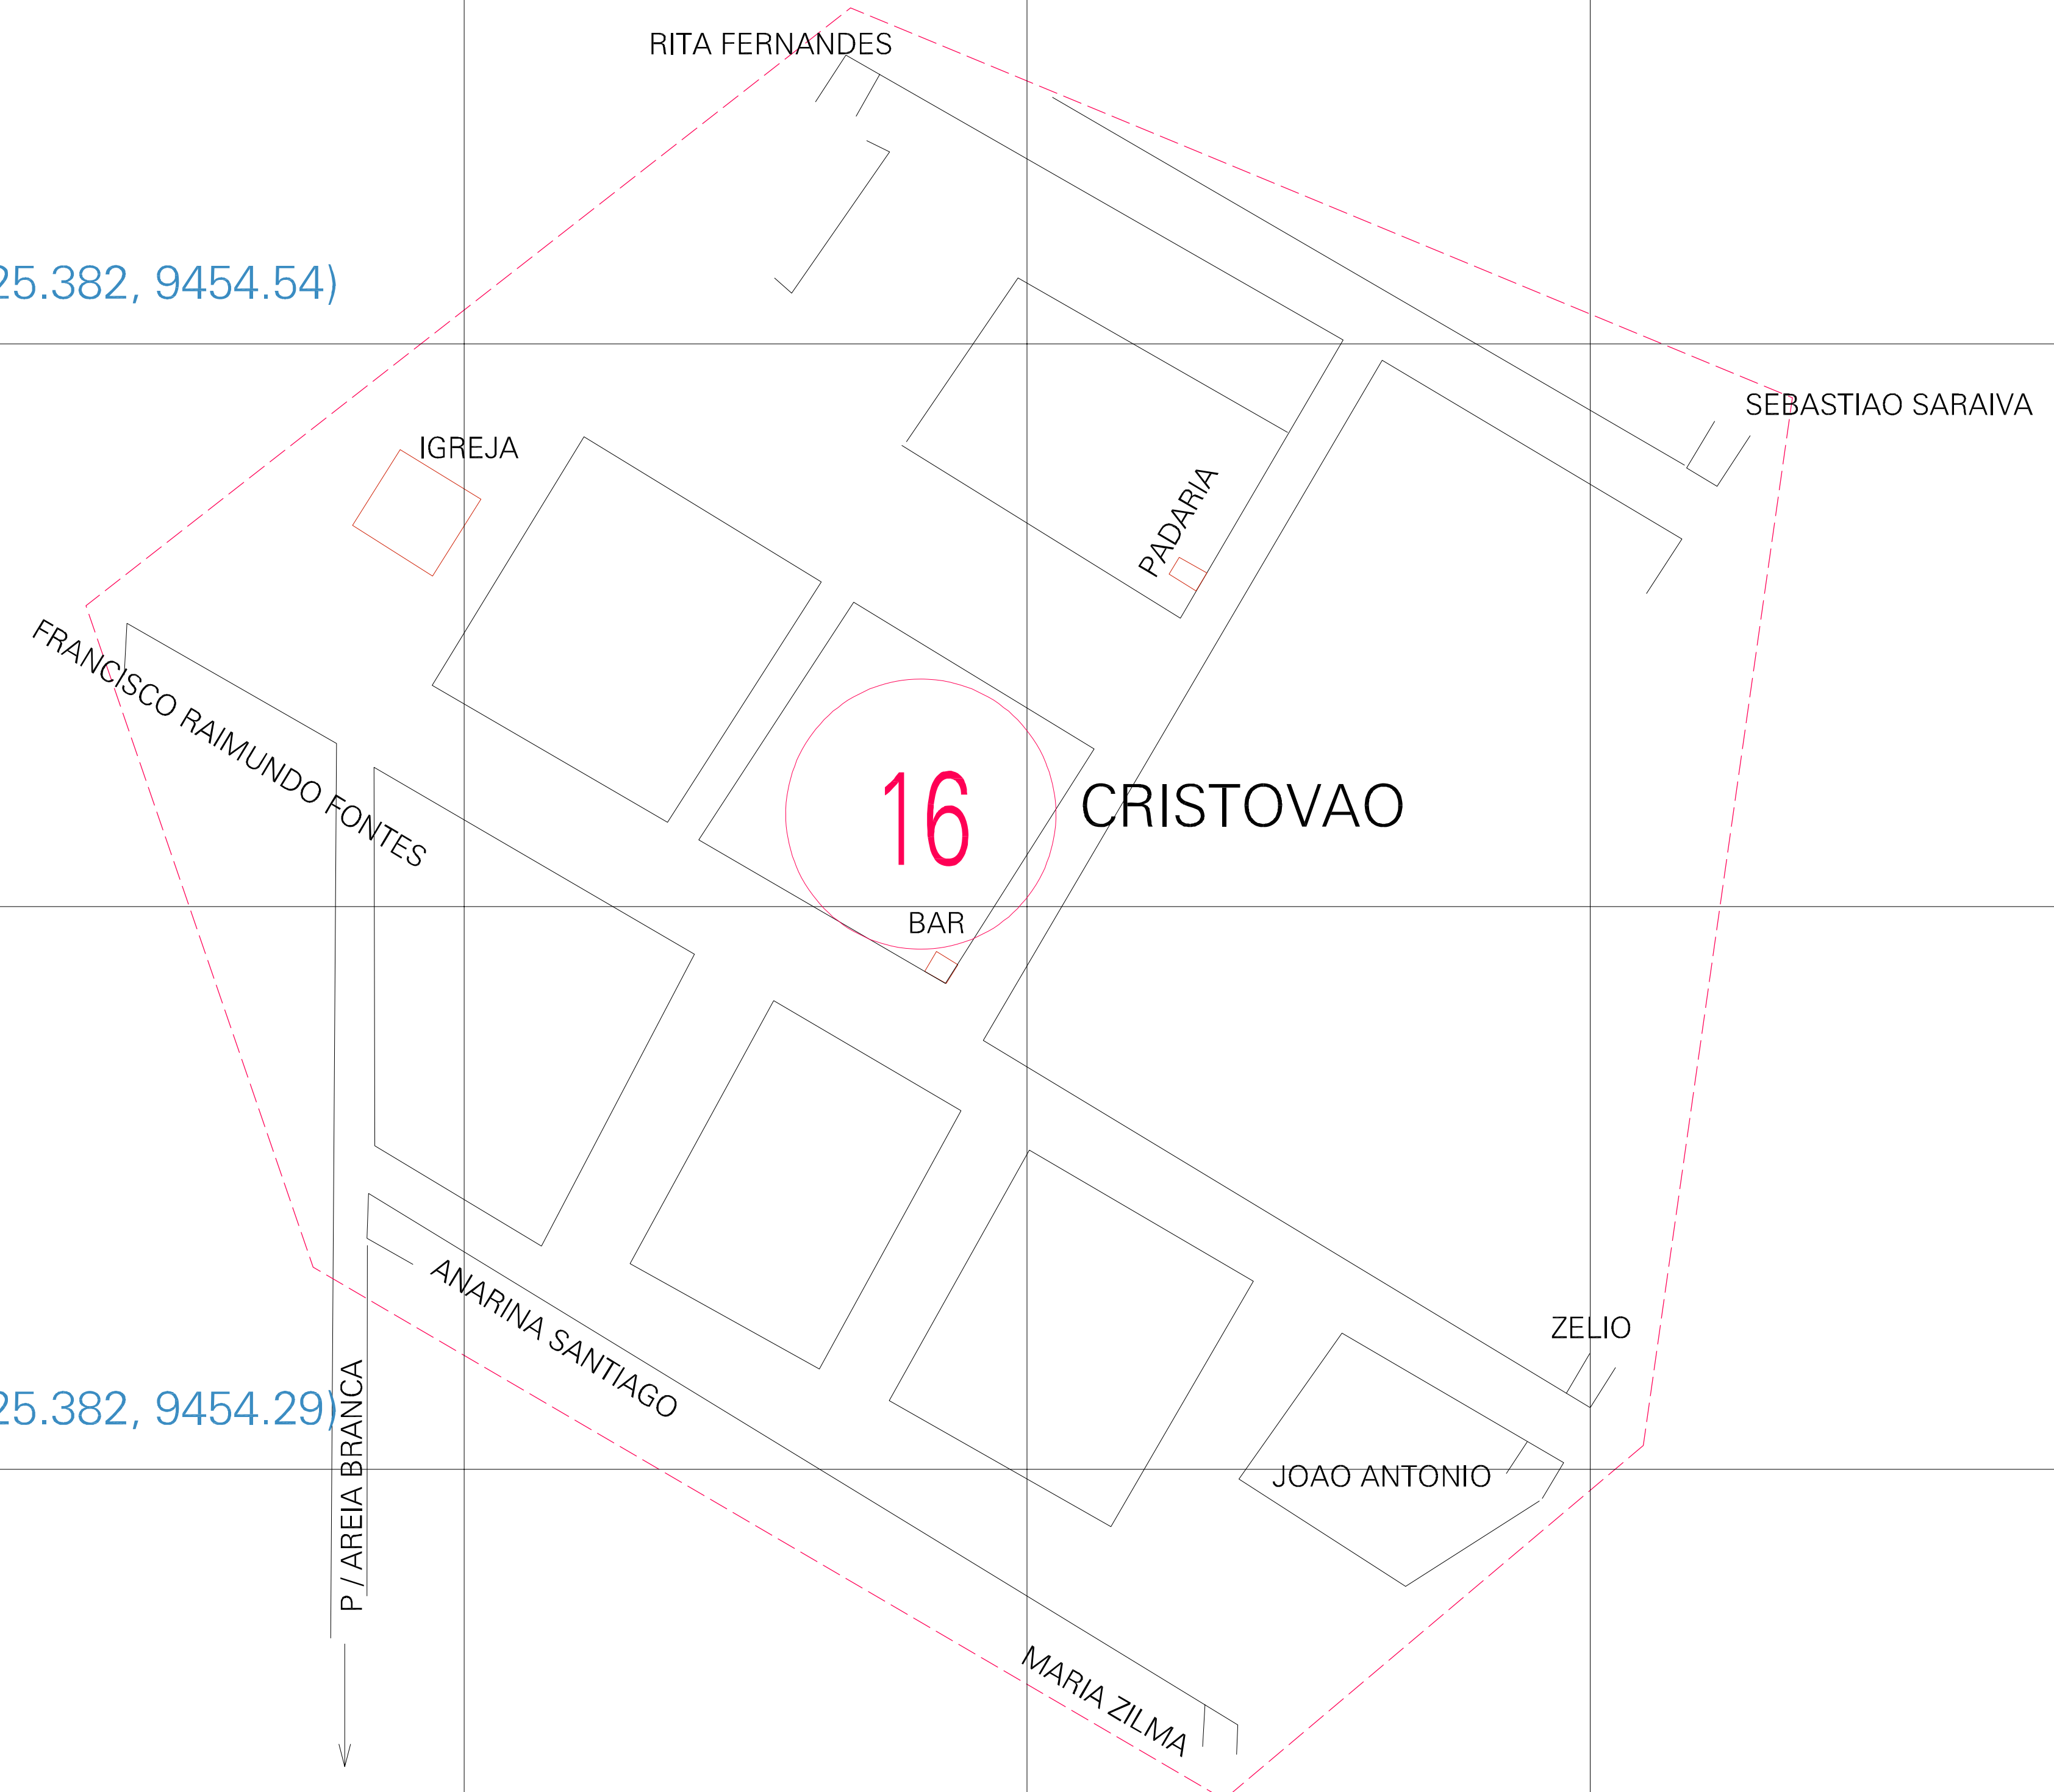 RITA FERNANDES
25.382, 9454.54)
SEBASTIAO SARAIVA
IGREJA
PADARIA
FRANCISCO RAIMUNDO FONTES
16
CRISTOVAO
BAR
ANARINA SANTIAGO
ZELIO
25.382, 9454.29)
P / AREIA BRANCA
JOAO ANTONIO
MARIA ZILMA